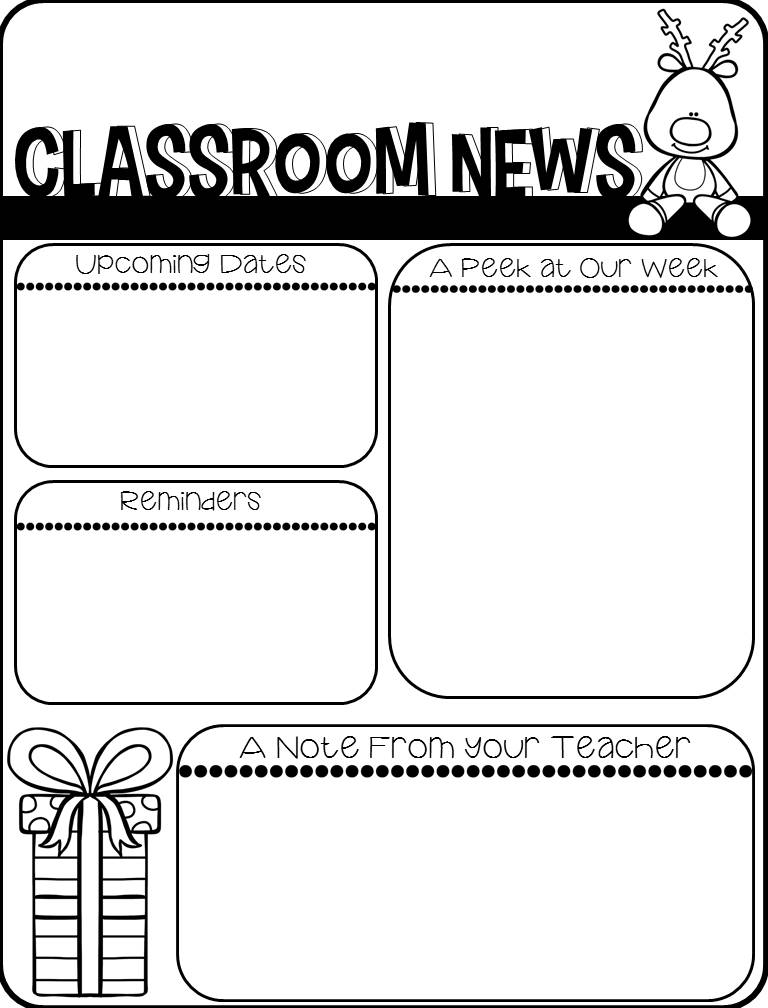 CLASSROOM NEWS
Upcoming Dates
A Peek at Our Week
Reminders
A Note From your Teacher